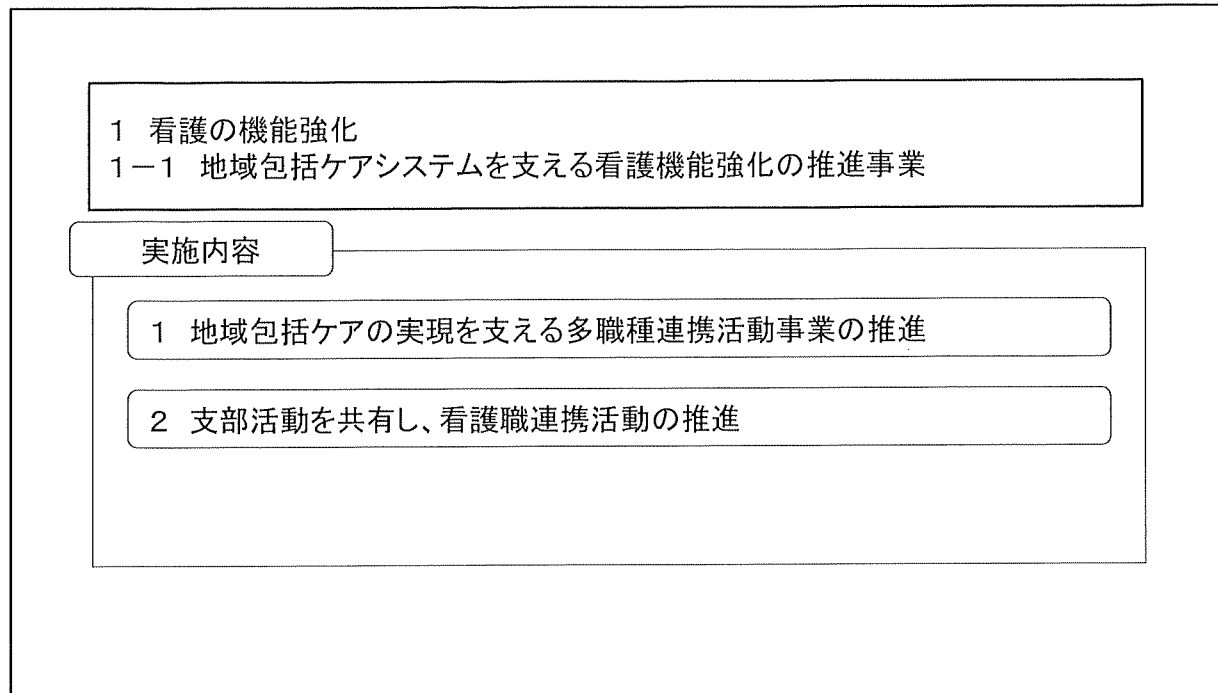 1 看護の機能強化
1－1 地域包括ケアシステムを支える看護機能強化の推進事業
実施内容
1 地域包括ケアの実現を支える多職種連携活動事業の推進
2 支部活動を共有し、看護職連携活動の推進